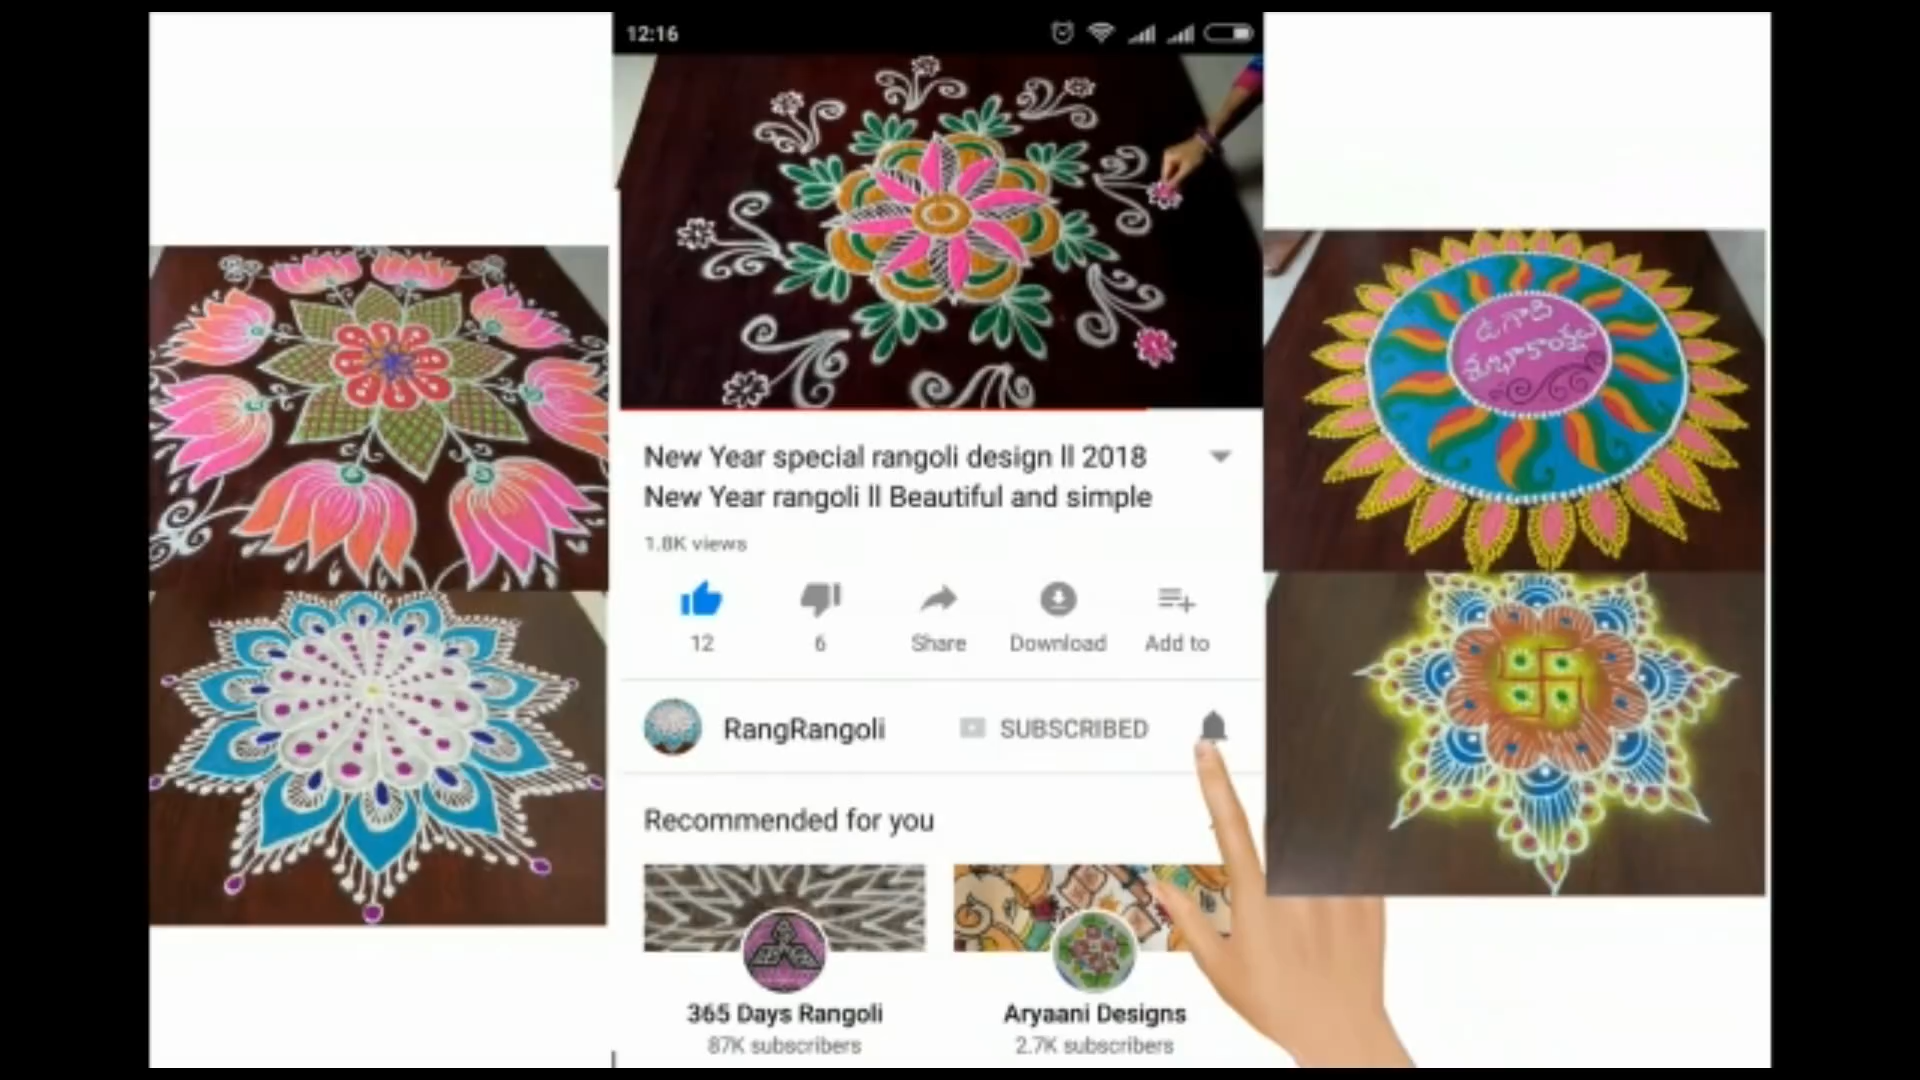 12:16
New Year special rangoli design ll 2018
New Year rangoli ll Beautiful and simple
1.8K views
12
6
Share
Download
Add to
RangRangoli
SUBSCRIBED
Recommended for you
365 Days Rangoli
87K subscribers
Aryaani Designs
2.7K subscribers
ఉగాది
శుభాకాంక్షలు